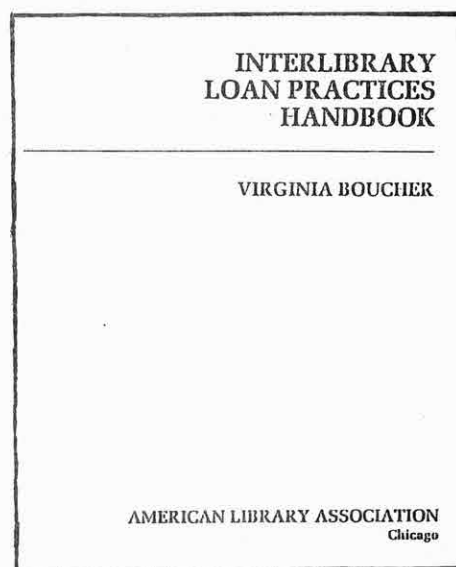 INTERLIBRARY
LOAN PRACTICES
HANDBOOK
VIRGINIA BOUCHER
AMERICAN LIBRARY ASSOCIATION
Chicago